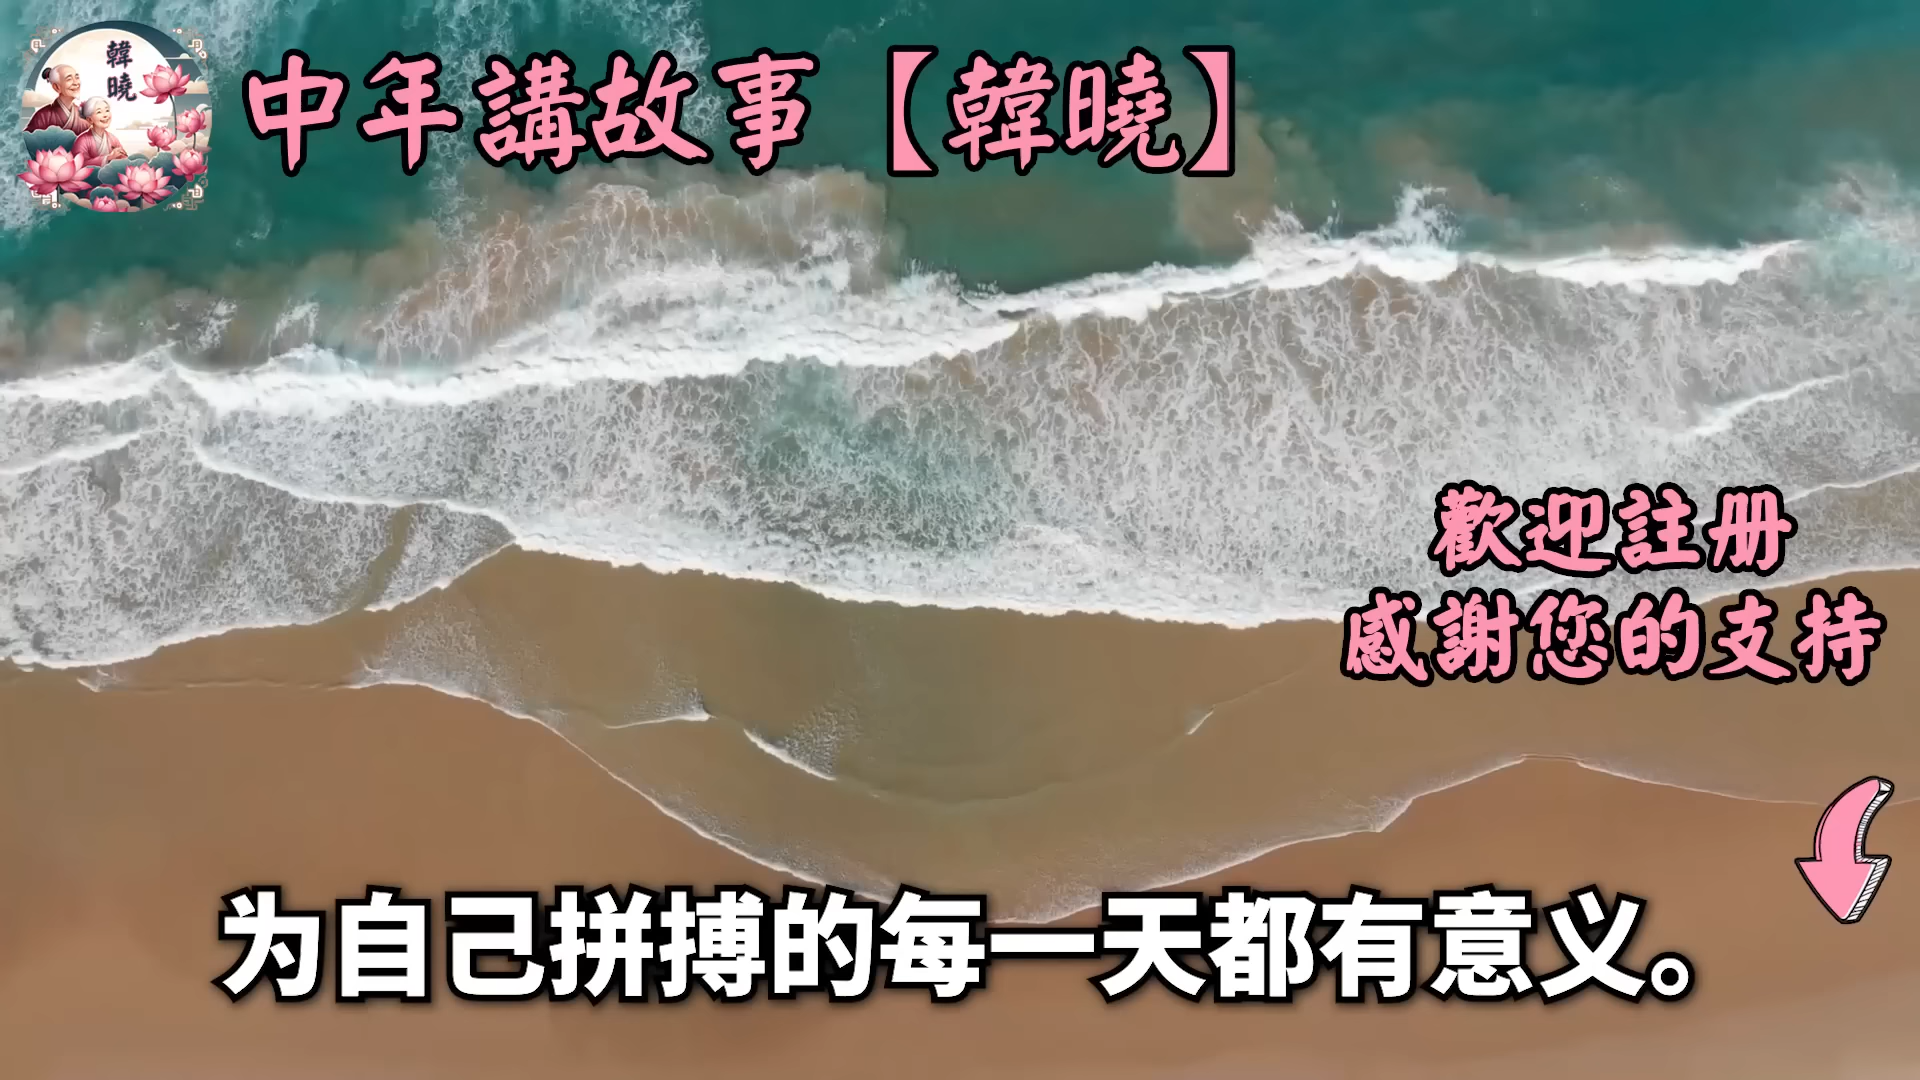 韓曉
中年講故事【韓曉】
歡迎註册
感謝您的支持
为自己拼搏的每一天都有意义。